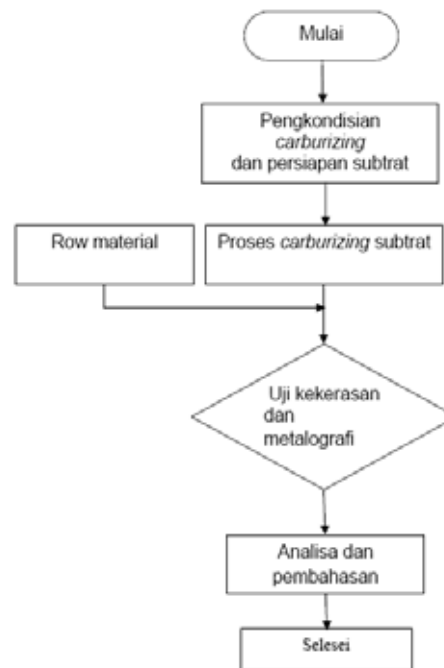 Mulai
Pengkondisian
carburizing
dan persiapan subtrat
Row material
Proses carburizing subtrat
Uji kekerasan
dan
metalografi
Analisa dan
pembahasan
Selesei